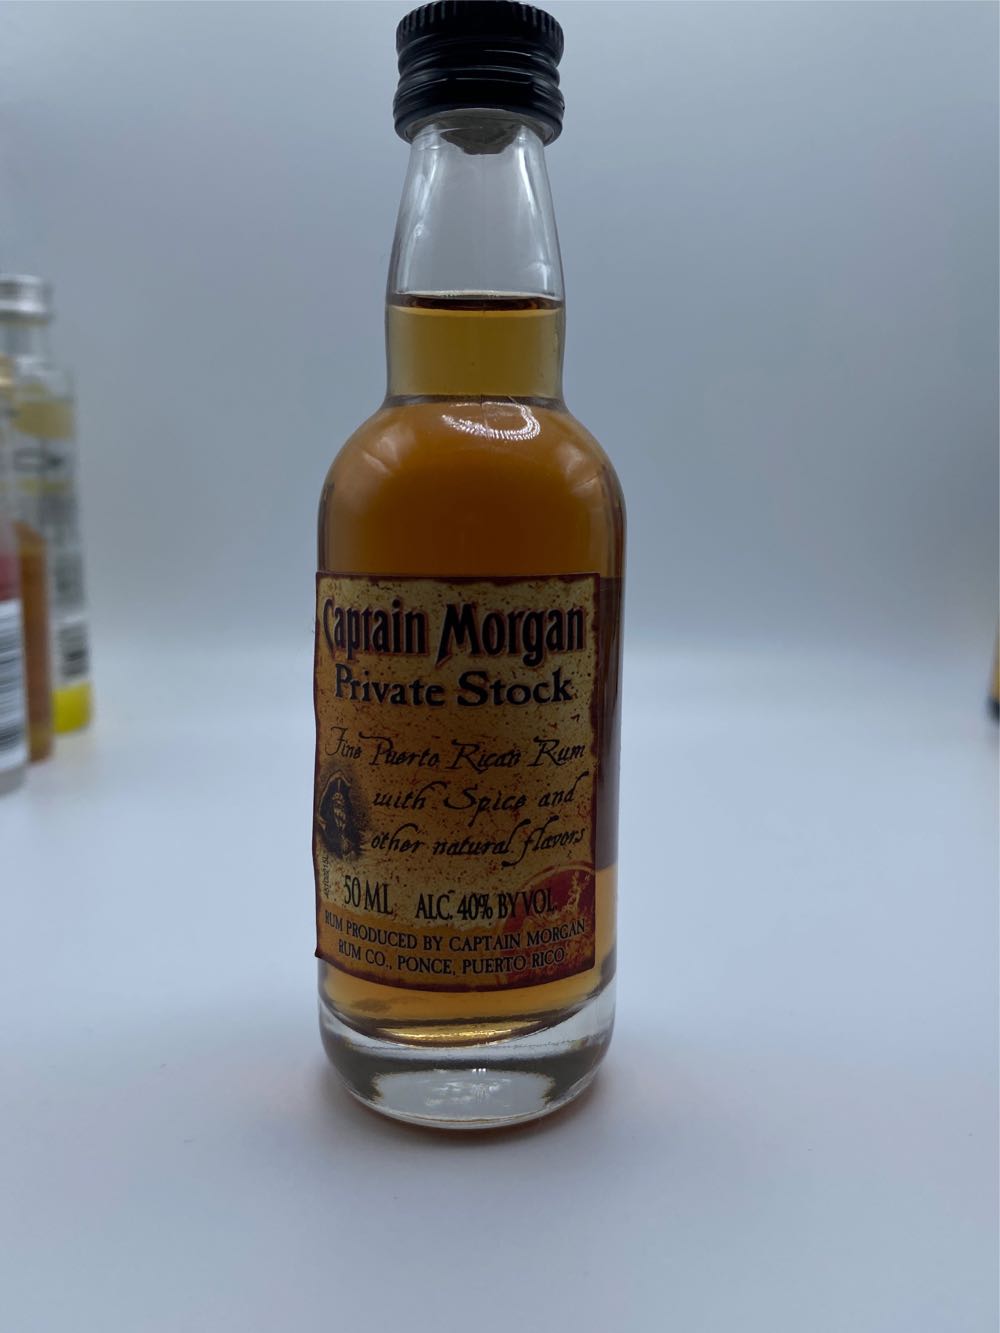 Captain Morgan
Private Stock
Fine Puerto Rican Rum
with Spice and
other natural flavors
50 ML ALC. 40% BY VOL.
RUM PRODUCED BY CAPTAIN MORGAN
RUM CO., PONCE, PUERTO RICO